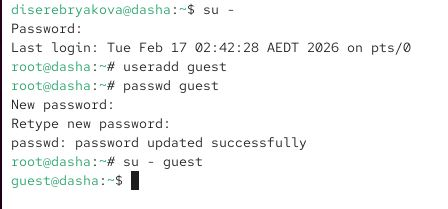 diserebryakova@dasha:~$ su -
Password:
Last login: Tue Feb 17 02:42:28 AEDT 2026 on pts/0
root@dasha:~# useradd guest
root@dasha:~# passwd guest
New password:
Retype new password:
passwd: password updated successfully
root@dasha:~# su - guest
guest@dasha:~$